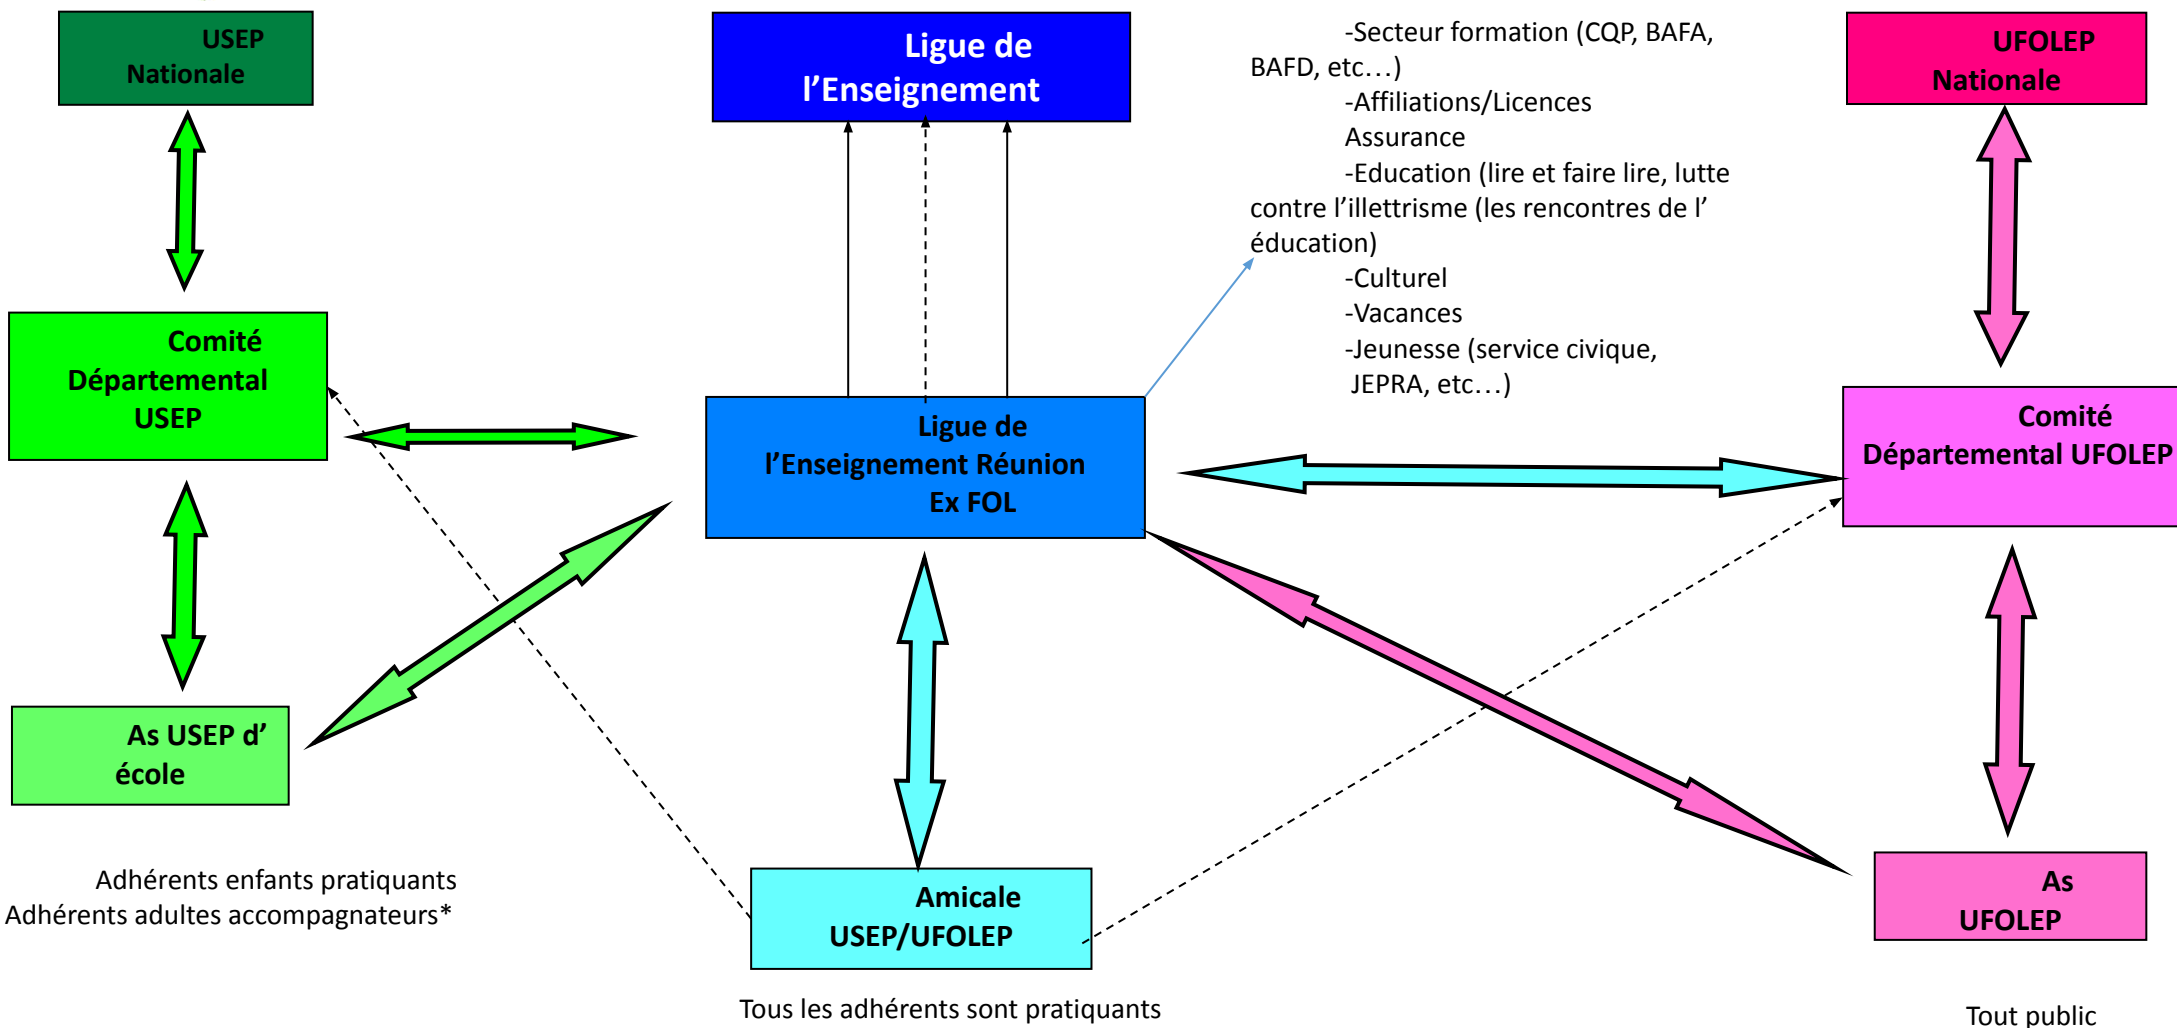 USEP
Nationale
Ligue de
l’Enseignement
-Secteur formation (CQP, BAFA,
BAFD, etc…)
-Affiliations/Licences
Assurance
-Education (lire et faire lire, lutte
contre l’illettrisme (les rencontres de l’
éducation)
-Culturel
-Vacances
-Jeunesse (service civique,
JEPRA, etc…)
UFOLEP
Nationale
Comité
Départemental
USEP
Ligue de
l’Enseignement Réunion
Ex FOL
Comité
Départemental UFOLEP
As USEP d’
école
Adhérents enfants pratiquants
Adhérents adultes accompagnateurs*
Amicale
USEP/UFOLEP
Tous les adhérents sont pratiquants
As
UFOLEP
Tout public